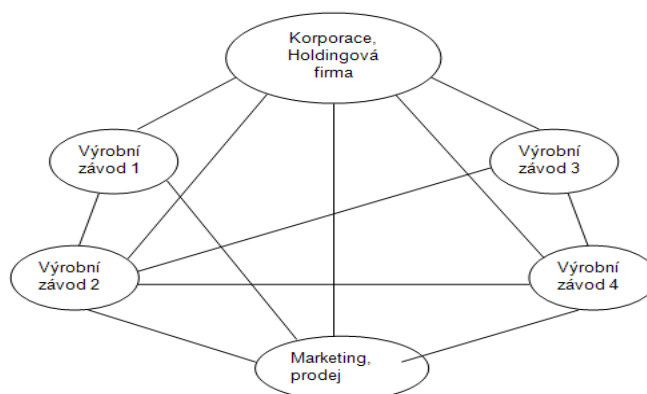 Korporace,
Holdingová
firma
Výrobní
závod 1
Výrobní
závod 3
Výrobní
závod 2
Výrobní
závod 4
Marketing,
prodej